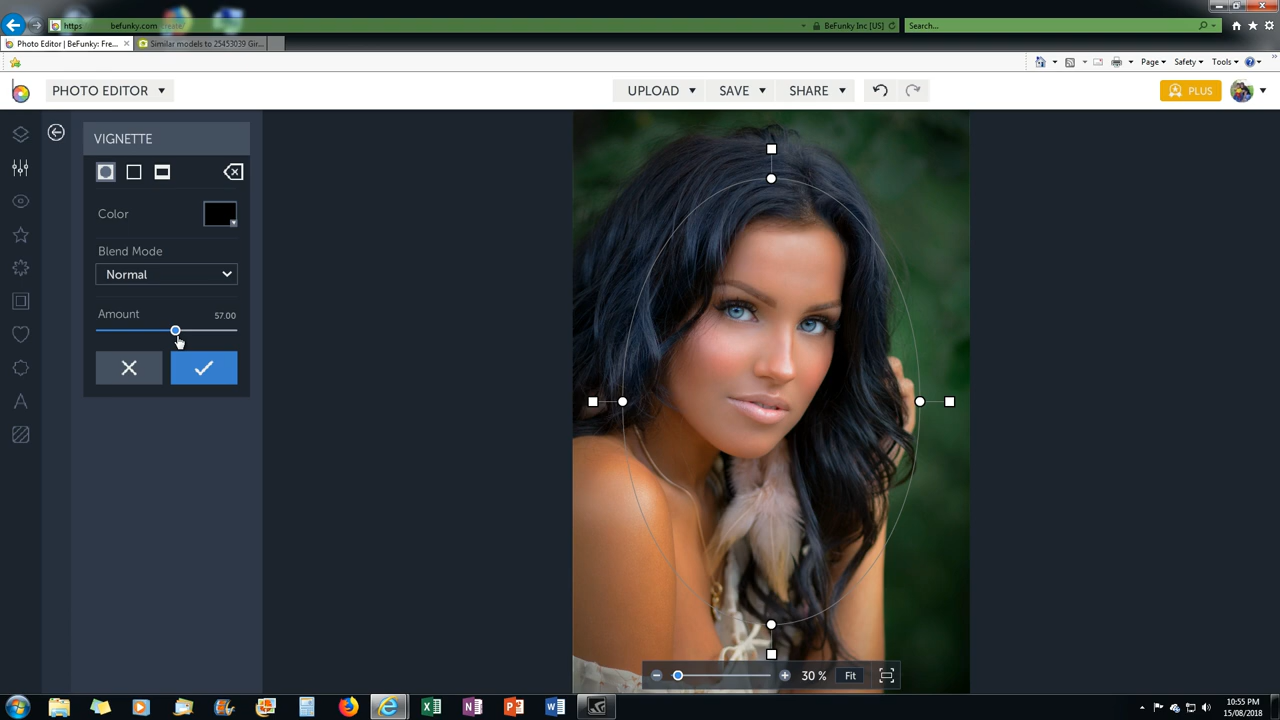 https befunky.com create/
BeFunky Inc [US]
Search...
Photo Editor | BeFunky: Fre...
Similar models to 25453039 Gir...
Page
Safety
Tools
PHOTO EDITOR
UPLOAD
SAVE
SHARE
PLUS
VIGNETTE
Color
Blend Mode
Normal
Amount
57.00
30 %
Fit
10:55 PM
15/08/2018